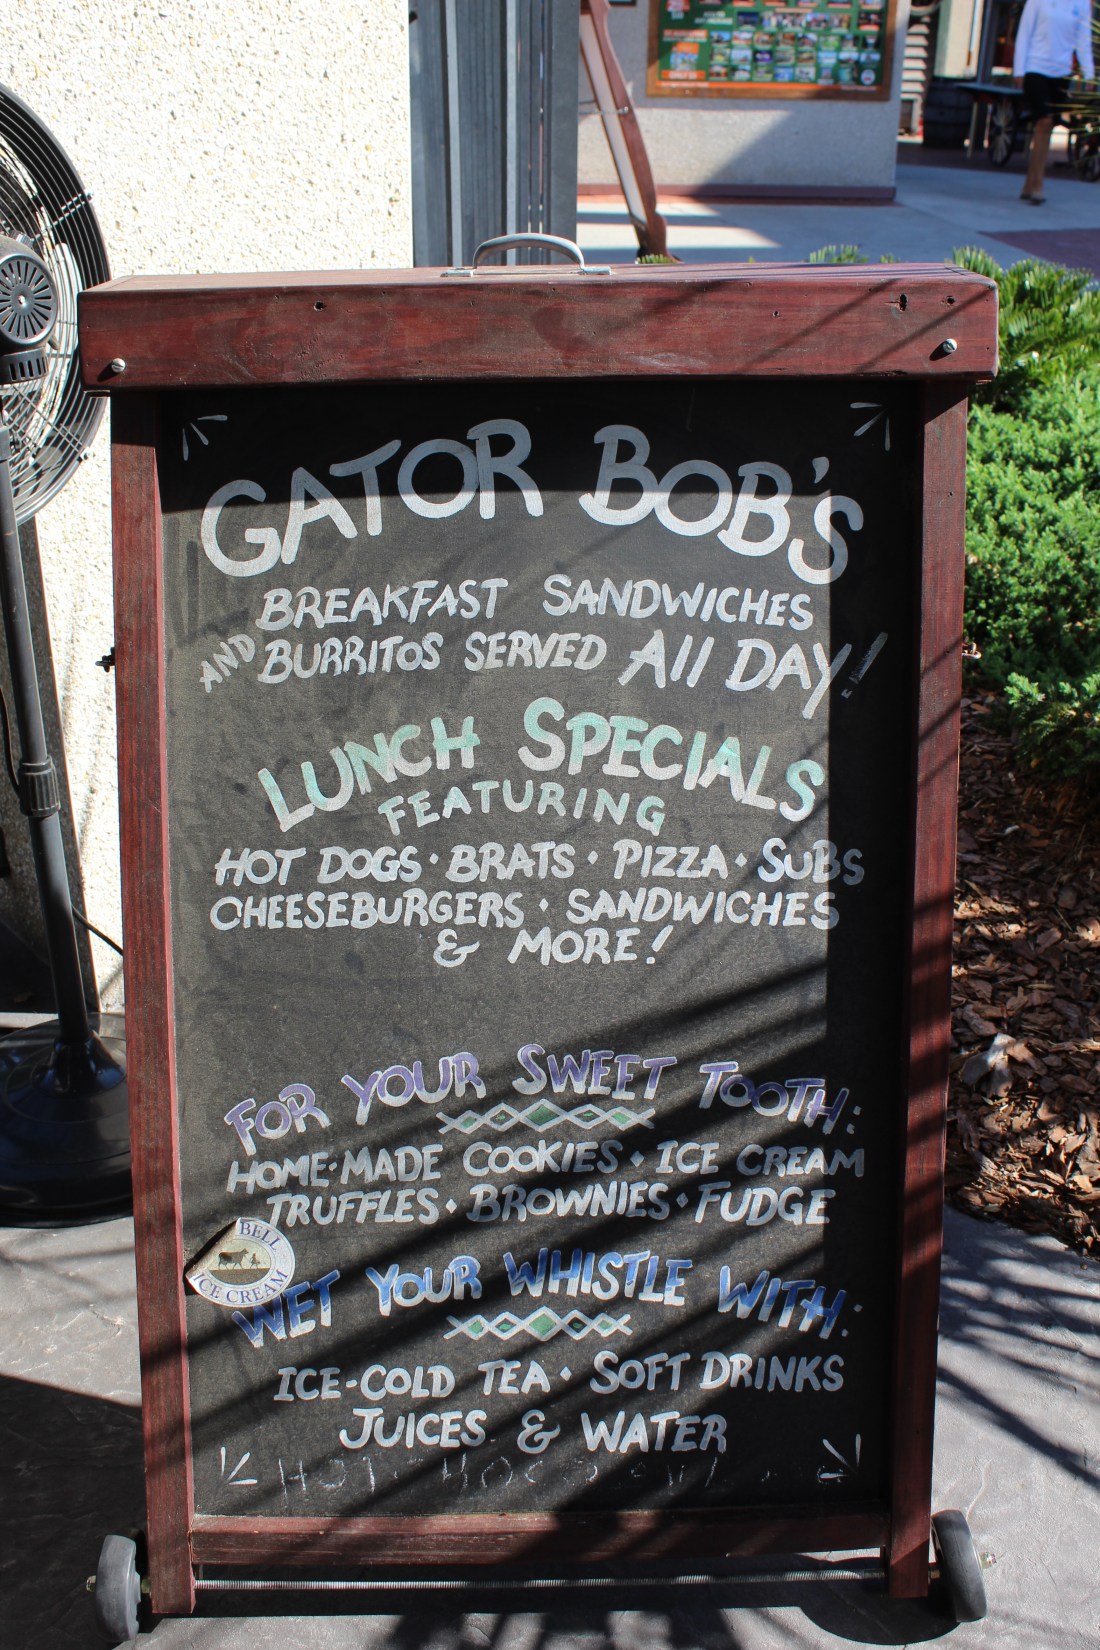 GATOR BOB'S
BREAKFAST SANDWICHES
AND BURRITOS SERVED All DAY!
LUNCH SPECIALS
FEATURING
HOT DOGS · BRATS · PIZZA · SUBS
CHEESEBURGERS · SANDWICHES
& MORE!
FOR YOUR SWEET TOOTH:
HOME-MADE COOKIES · ICE CREAM
TRUFFLES · BROWNIES · FUDGE
BELL
ICE CREAM
WET YOUR WHISTLE WITH:
ICE-COLD TEA · SOFT DRINKS
JUICES & WATER
HOT